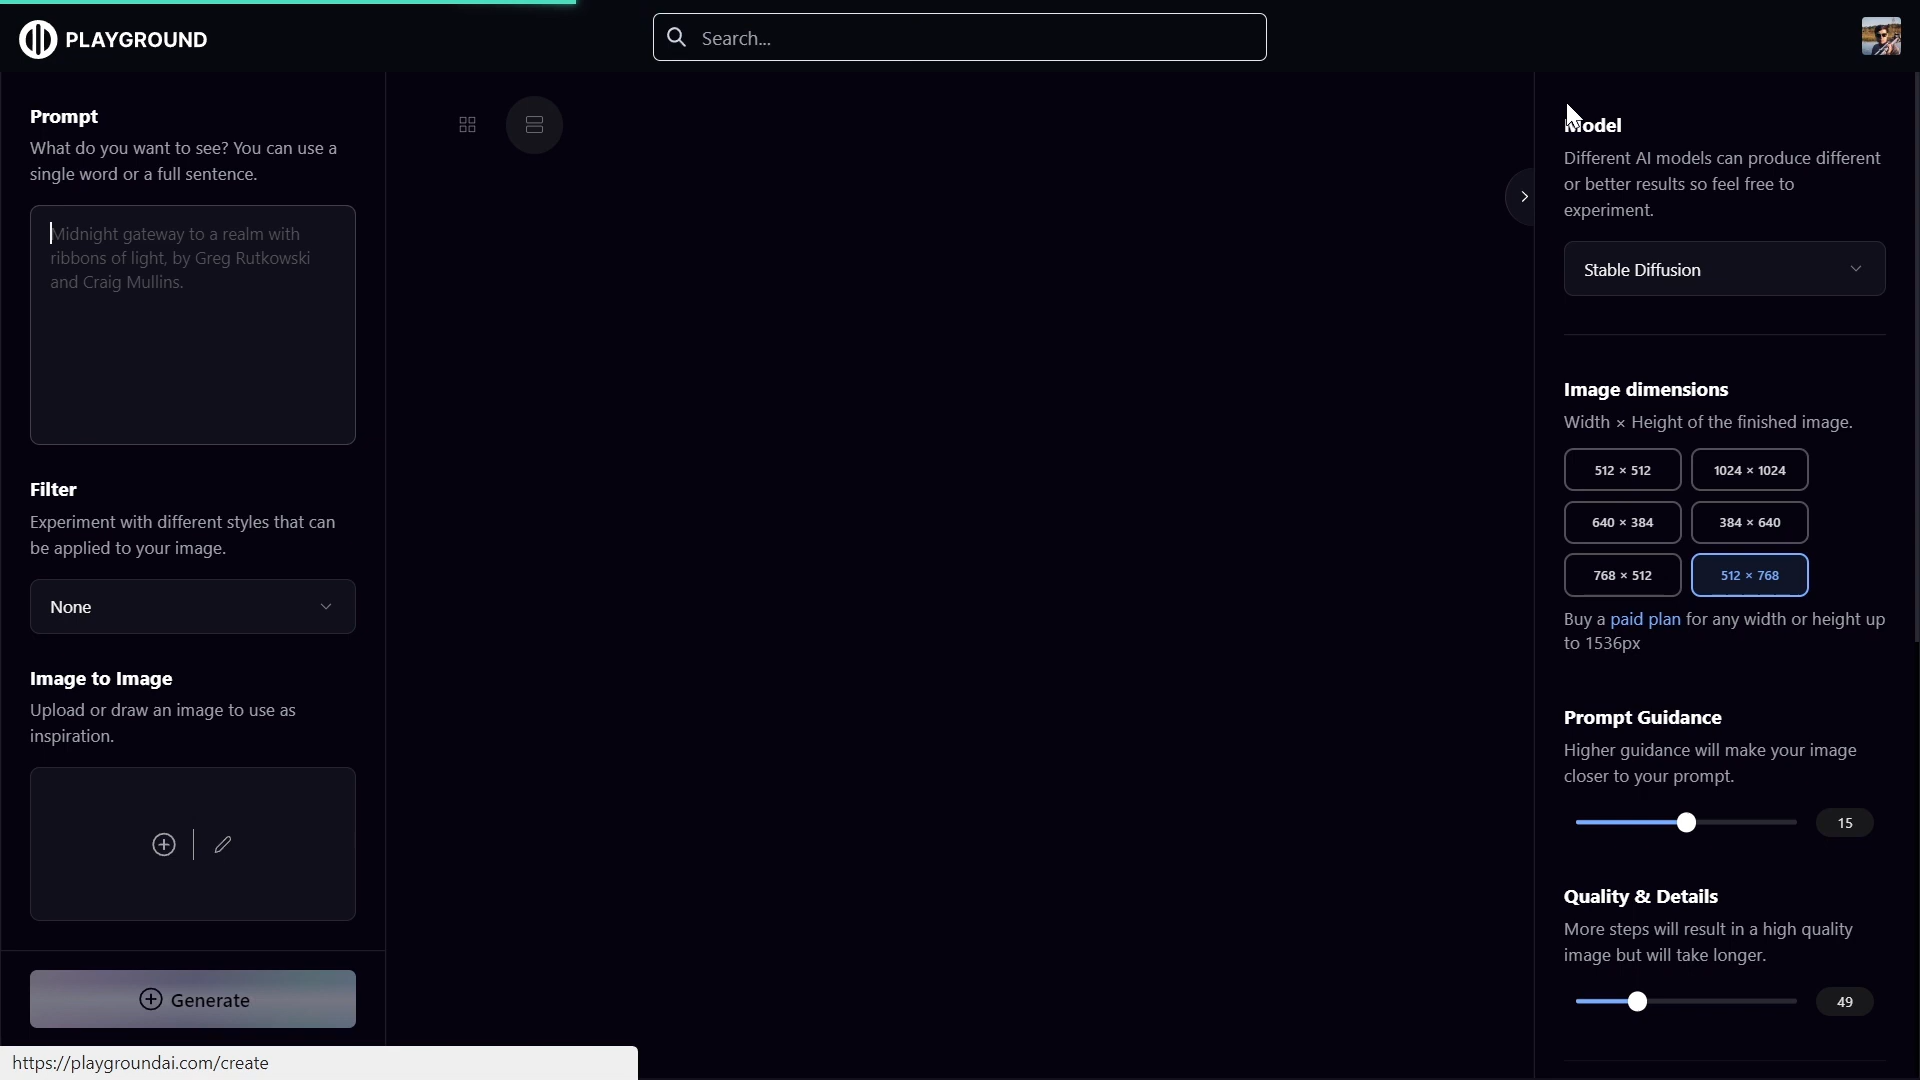 PLAYGROUND
Search...
Prompt
What do you want to see? You can use a
single word or a full sentence.
Midnight gateway to a realm with
ribbons of light, by Greg Rutkowski
and Craig Mullins.
Filter
Experiment with different styles that can
be applied to your image.
None
Image to Image
Upload or draw an image to use as
inspiration.
Generate
https://playgroundai.com/create
Model
Different AI models can produce different
or better results so feel free to
experiment.
Stable Diffusion
Image dimensions
Width × Height of the finished image.
512 × 512
1024 × 1024
640 × 384
384 × 640
768 × 512
512 × 768
Buy a paid plan for any width or height up
to 1536px
Prompt Guidance
Higher guidance will make your image
closer to your prompt.
15
Quality & Details
More steps will result in a high quality
image but will take longer.
49